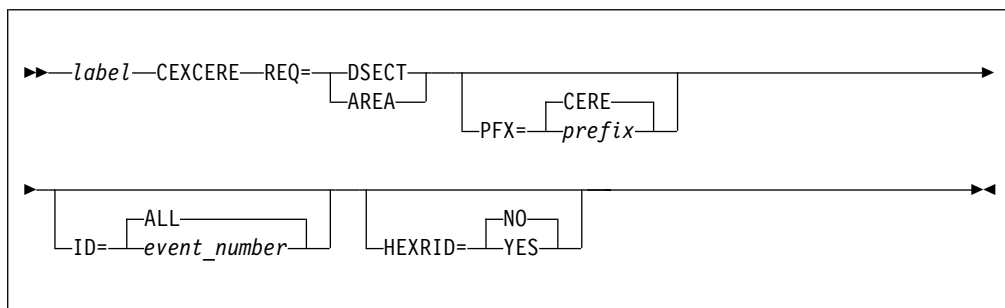 label CEXCERE REQ= DSECT
AREA
CERE
PFX= prefix
ALL
ID= event_number
NO
HEXRID= YES